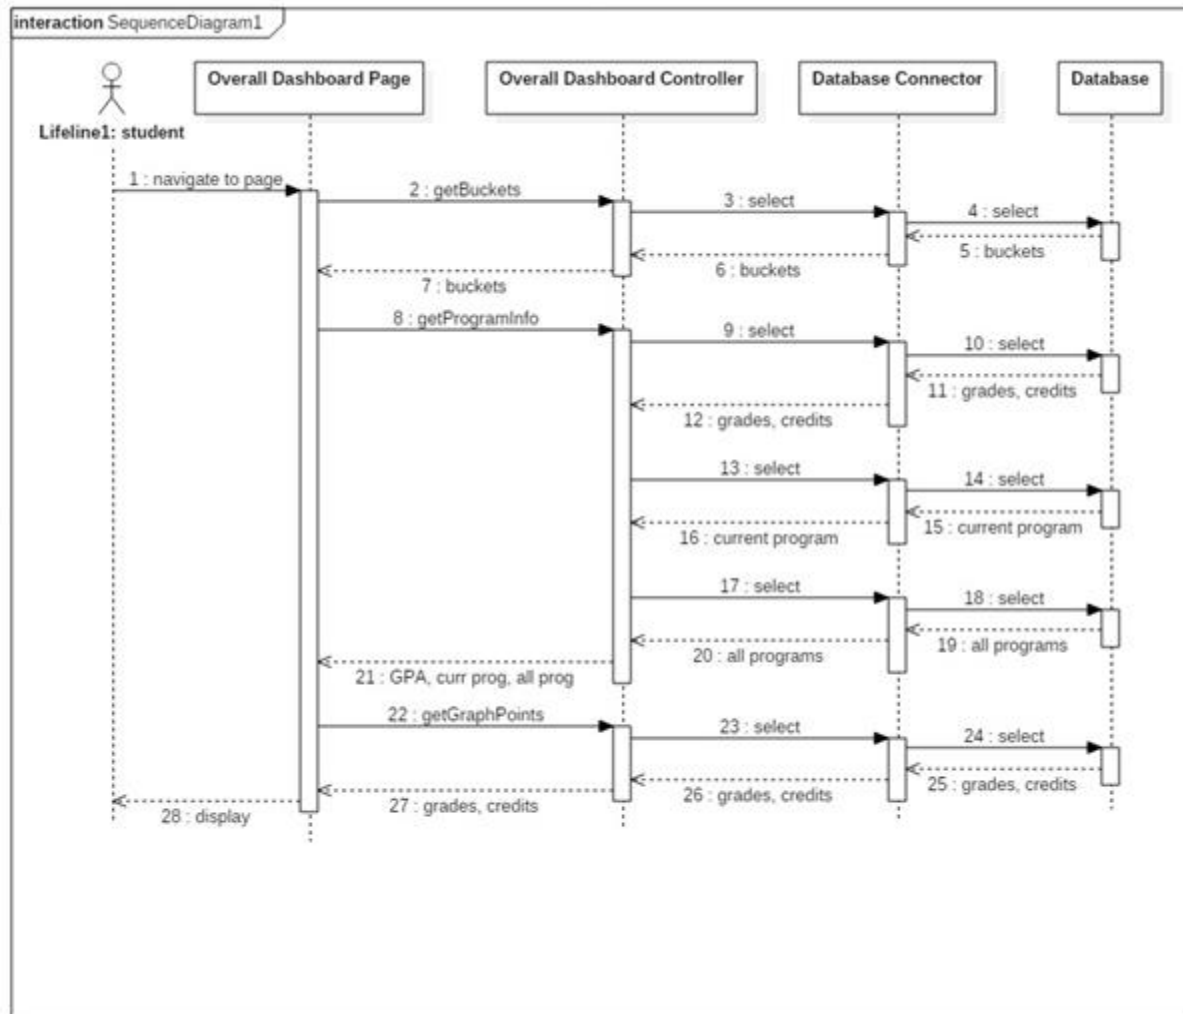 interaction SequenceDiagram1
Overall Dashboard Page
Overall Dashboard Controller
Database Connector
Database
Lifeline1: student
1 : navigate to page
2 : getBuckets
3 : select
4 : select
5 : buckets
6 : buckets
7 : buckets
8 : getProgramInfo
9 : select
10 : select
11 : grades, credits
12 : grades, credits
13 : select
14 : select
15 : current program
16 : current program
17 : select
18 : select
19 : all programs
20 : all programs
21 : GPA, curr prog, all prog
22 : getGraphPoints
23 : select
24 : select
25 : grades, credits
26 : grades, credits
27 : grades, credits
28 : display